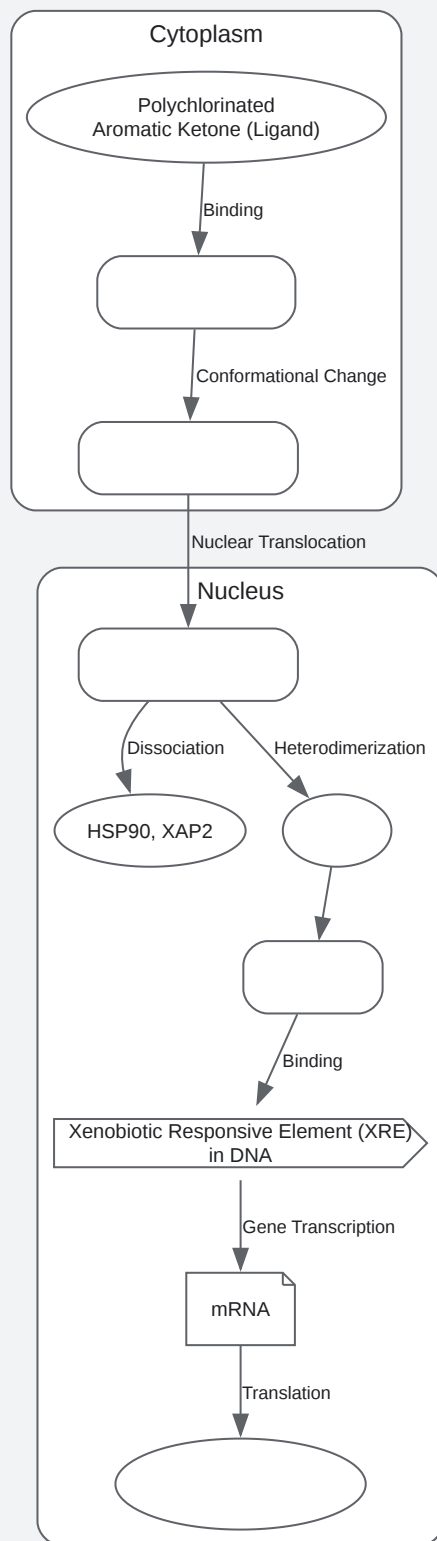 Cytoplasm
Polychlorinated
Aromatic Ketone (Ligand)
Binding
Conformational Change
Nuclear Translocation
Nucleus
Dissociation
Heterodimerization
HSP90, XAP2
Binding
Xenobiotic Responsive Element (XRE)
in DNA
Gene Transcription
mRNA
Translation